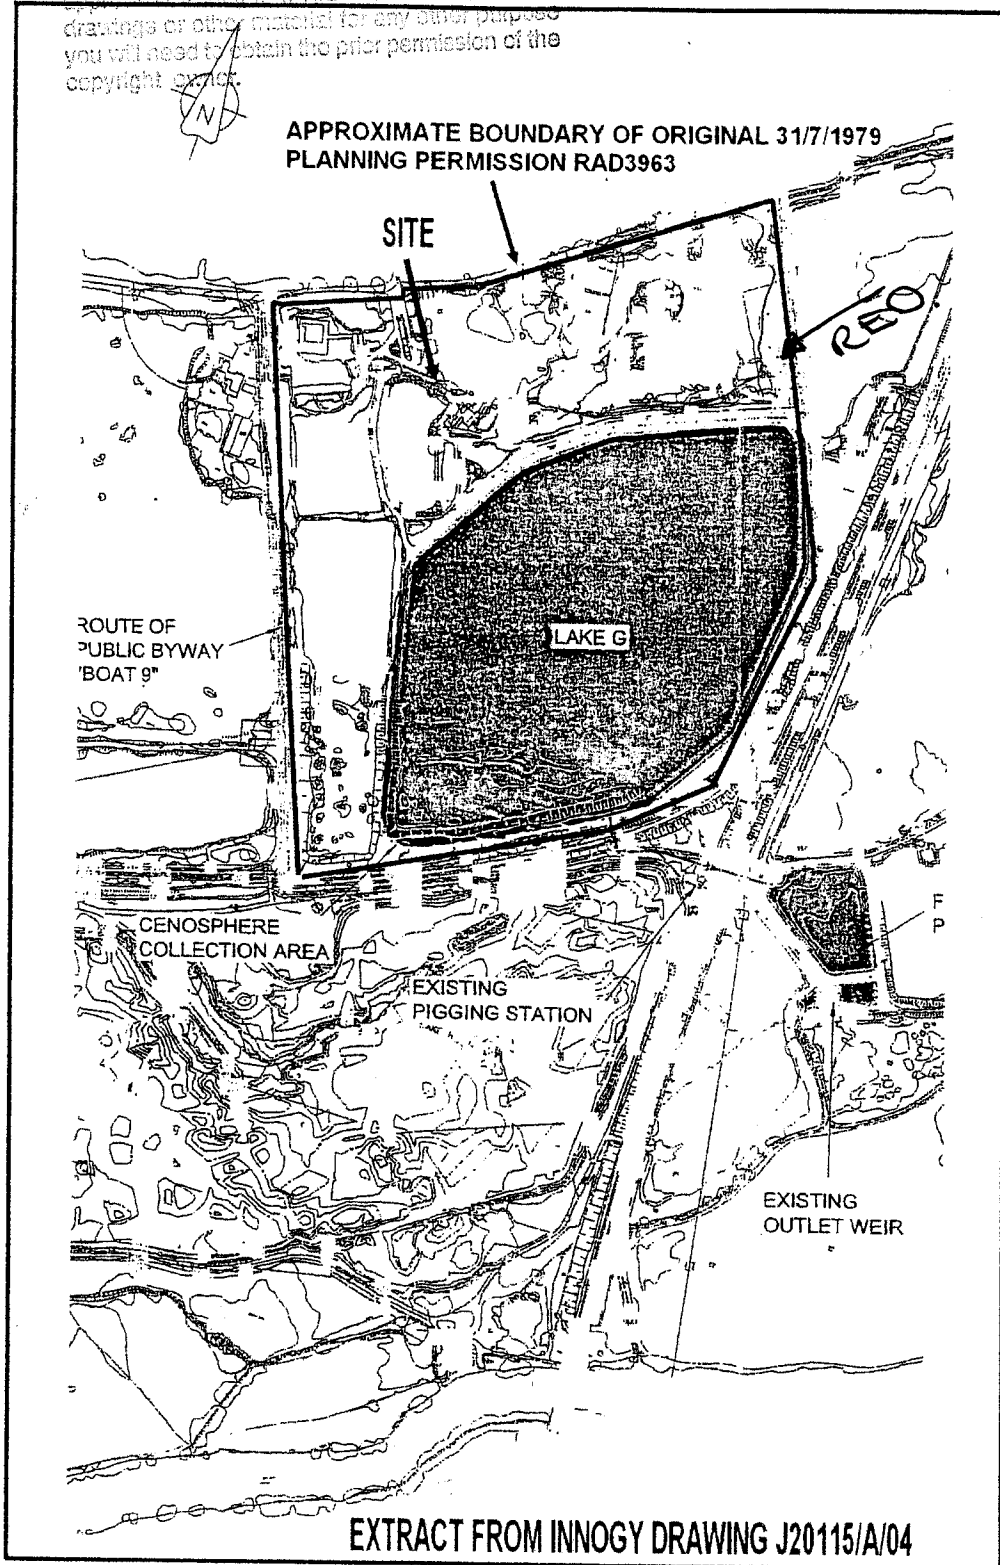 drawings or other material for any other purpose
you will need to obtain the prior permission of the
copyright owner.
N
APPROXIMATE BOUNDARY OF ORIGINAL 31/7/1979
PLANNING PERMISSION RAD3963
SITE
RED
LAKE G
ROUTE OF
PUBLIC BYWAY
"BOAT 9"
CENOSPHERE
COLLECTION AREA
EXISTING
PIGGING STATION
F
P
EXISTING
OUTLET WEIR
EXTRACT FROM INNOGY DRAWING J20115/A/04